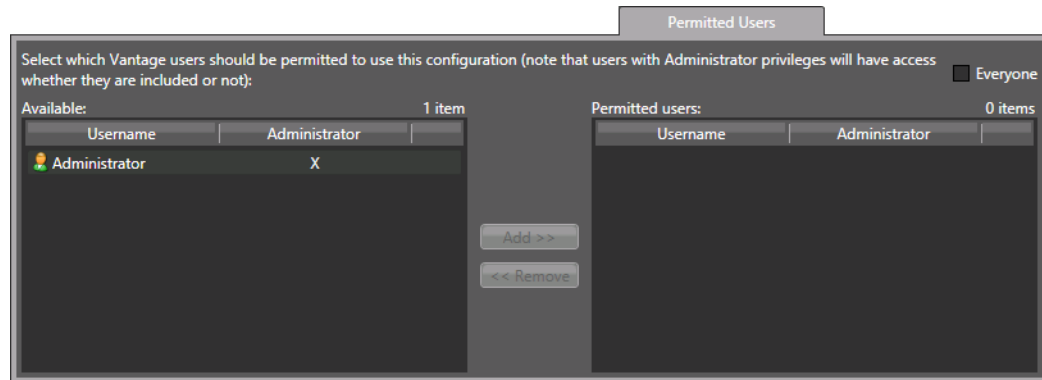 Permitted Users
Select which Vantage users should be permitted to use this configuration (note that users with Administrator privileges will have access
whether they are included or not):
Everyone
Available:
1 item
Username
Administrator
Administrator
X
Add >>
<< Remove
Permitted users:
0 items
Username
Administrator